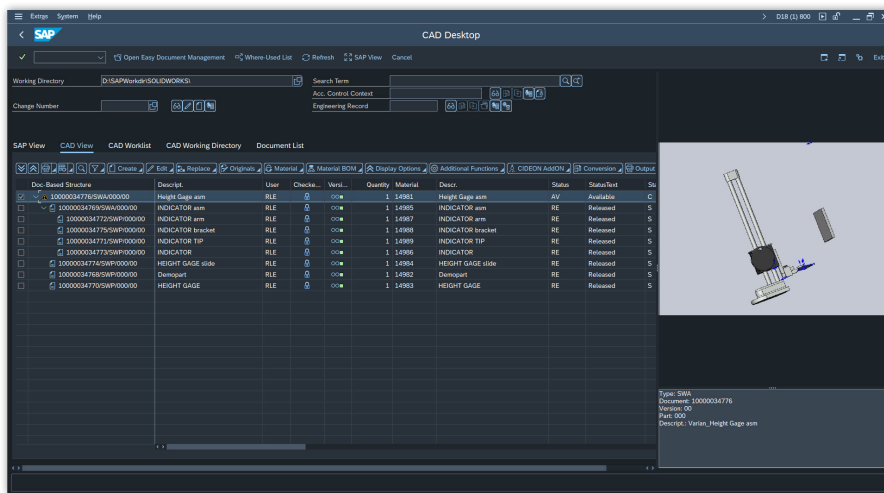 Extras System Help D18 (1) 800
SAP CAD Desktop
Open Easy Document Management Where-Used List Refresh SAP View Cancel Exit
Working Directory D:\SAPWorkdir\SOLIDWORKS\ Search Term
Acc. Control Context
Change Number Engineering Record
SAP View CAD View CAD Worklist CAD Working Directory Document List
Create Edit Replace Originals Material Material BOM Display Options Additional Functions CIDEON AddON Conversion Output
Doc-Based Structure Descript. User Checke... Versi... Quantity Material Descr. Status StatusText Sta
10000034776/SWA/000/00 Height Gage asm RLE 1 14981 Height Gage asm AV Available C
10000034769/SWA/000/00 INDICATOR asm RLE 1 14985 INDICATOR asm RE Released S
10000034772/SWP/000/00 INDICATOR arm RLE 1 14987 INDICATOR arm RE Released S
10000034775/SWP/000/00 INDICATOR bracket RLE 1 14988 INDICATOR bracket RE Released S
10000034771/SWP/000/00 INDICATOR TIP RLE 1 14989 INDICATOR TIP RE Released S
10000034773/SWP/000/00 INDICATOR RLE 1 14986 INDICATOR RE Released S
10000034774/SWP/000/00 HEIGHT GAGE slide RLE 1 14984 HEIGHT GAGE slide RE Released S
10000034768/SWP/000/00 Demopart RLE 1 14982 Demopart RE Released S
10000034770/SWP/000/00 HEIGHT GAGE RLE 1 14983 HEIGHT GAGE RE Released S
Type: SWA
Document: 10000034776
Version: 00
Part: 000
Descript.: Varian_Height Gage asm